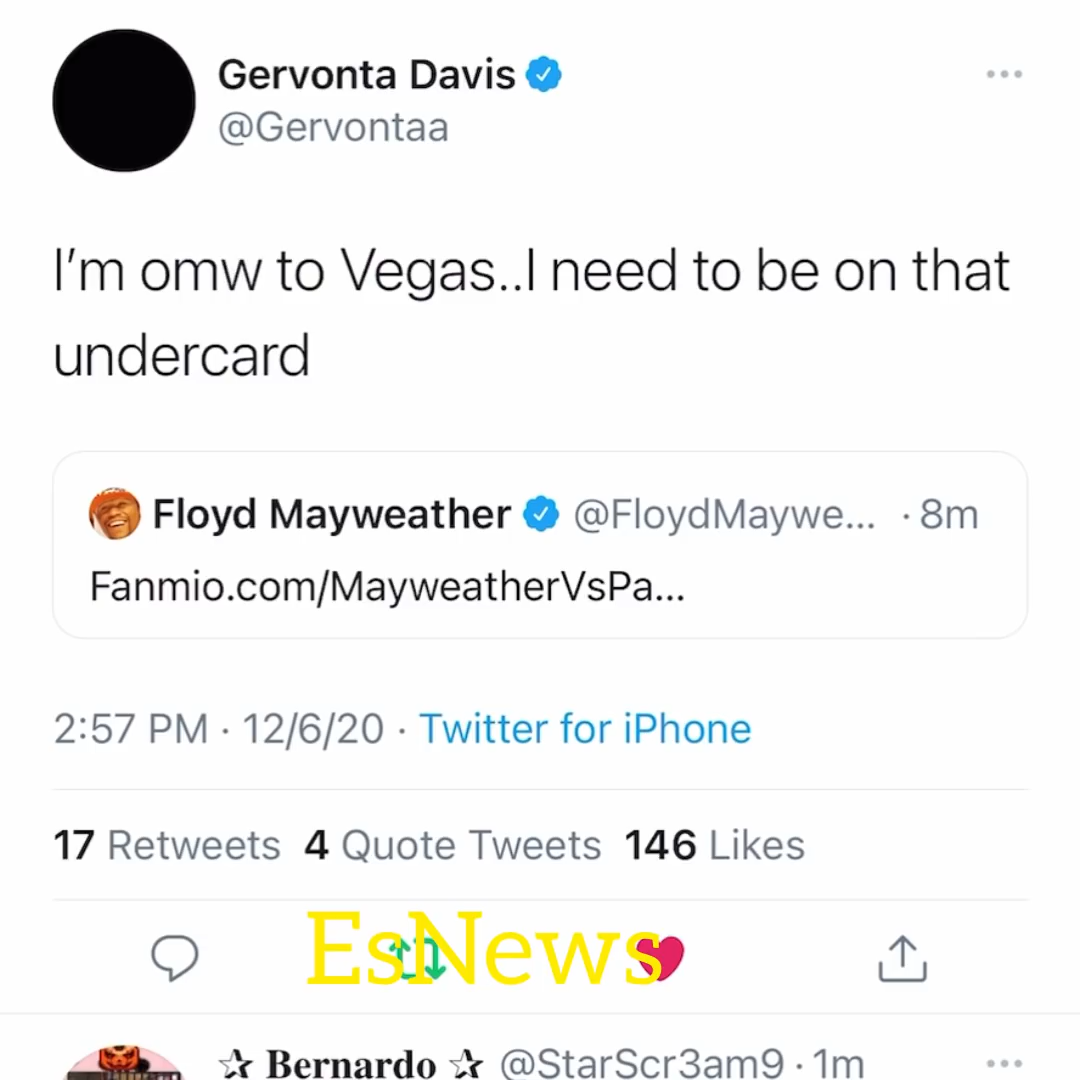 Gervonta Davis
@Gervontaa
I’m omw to Vegas..I need to be on that
undercard
Floyd Mayweather @FloydMaywe... · 8m
Fanmio.com/MayweatherVsPa...
2:57 PM · 12/6/20 · Twitter for iPhone
17 Retweets 4 Quote Tweets 146 Likes
EsNews
☆ Bernardo ☆ @StarScr3am9 · 1m